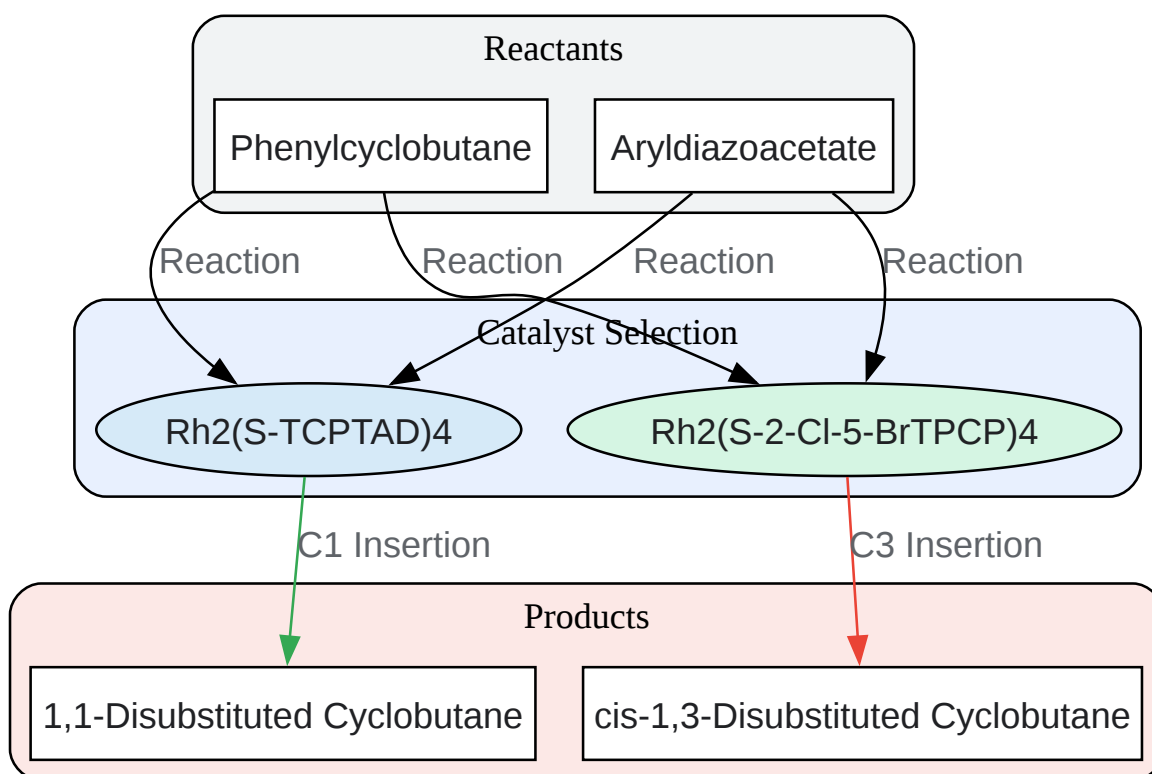 Reactants
Phenylcyclobutane
Aryldiazoacetate
Reaction
Reaction
Reaction
Reaction
Catalyst Selection
Rh2(S-TCPTAD)4
Rh2(S-2-Cl-5-BrTPCP)4
C1 Insertion
C3 Insertion
Products
1,1-Disubstituted Cyclobutane
cis-1,3-Disubstituted Cyclobutane